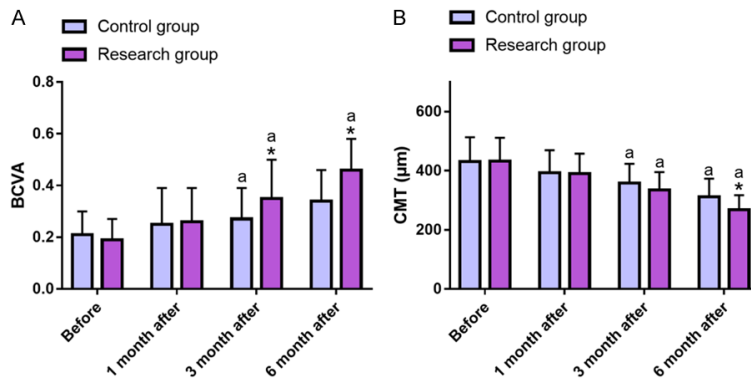 A
Control group
Research group
BCVA
0.8
0.6
0.4
0.2
0.0
a
a
*
a
*
Before
1 month after
3 month after
6 month after
B
Control group
Research group
CMT (μm)
600
400
200
0
a
a
a
a
*
Before
1 month after
3 month after
6 month after